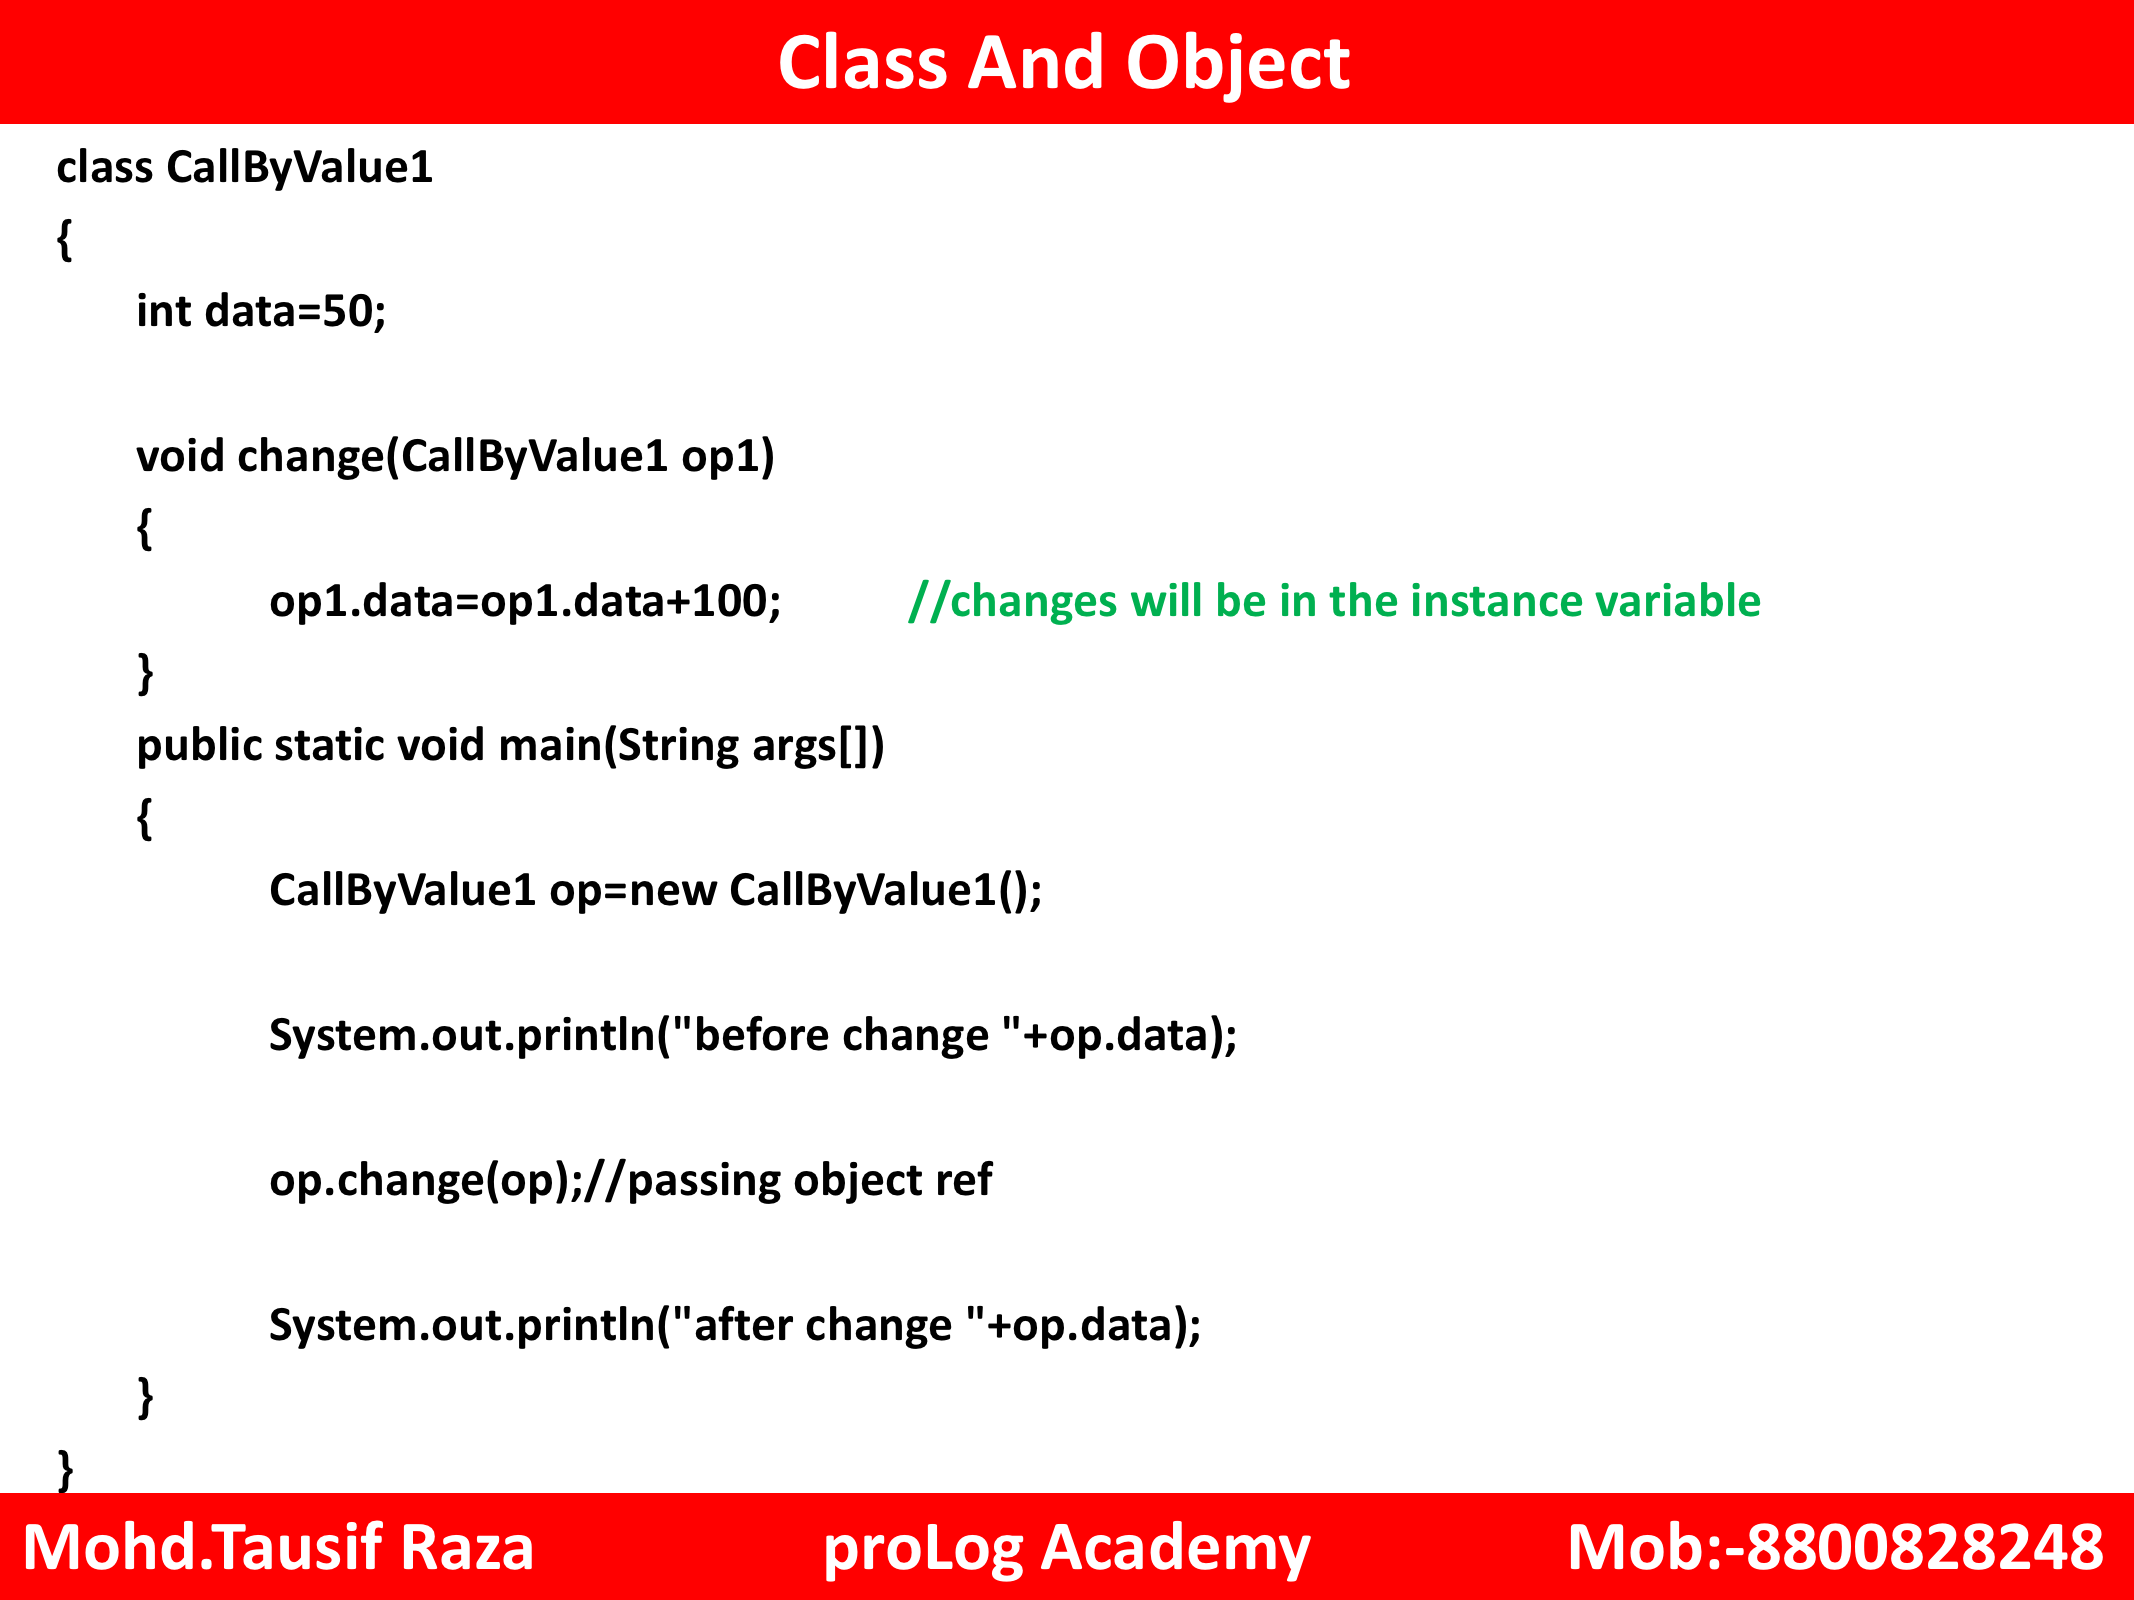 Class And Object
class CallByValue1
{
int data=50;
void change(CallByValue1 op1)
{
op1.data=op1.data+100; //changes will be in the instance variable
}
public static void main(String args[])
{
CallByValue1 op=new CallByValue1();
System.out.println("before change "+op.data);
op.change(op);//passing object ref
System.out.println("after change "+op.data);
}
}
Mohd.Tausif Raza proLog Academy Mob:-8800828248